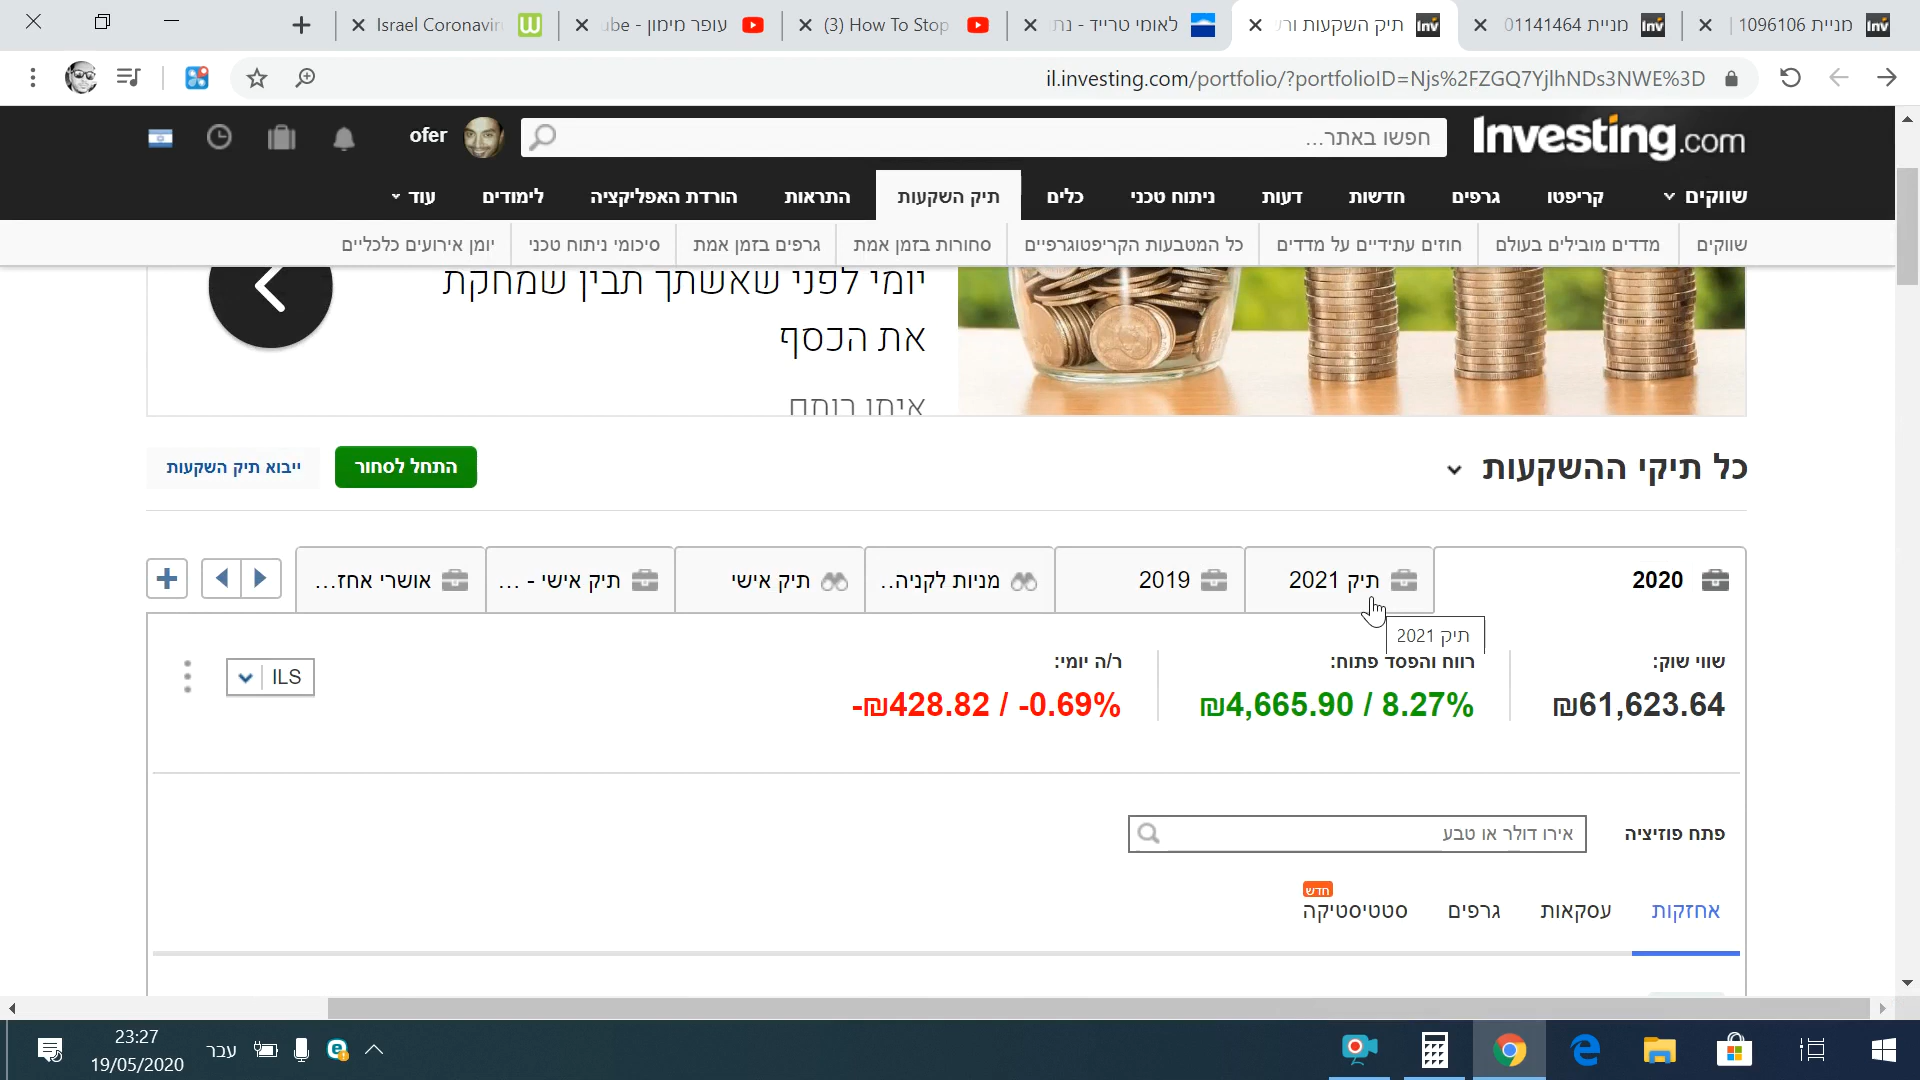 מניית 1096106
מניית 01141464
תיק השקעות ורי
לאומי טרייד - נת
(3) How To Stop
עופר מימון - ube
Israel Coronavir
il.investing.com/portfolio/?portfolioID=Njs%2FZGQ7YjlhNDs3NWE%3D
Investing.com
חפשו באתר...
ofer
שווקים
קריפטו
גרפים
חדשות
דעות
ניתוח טכני
כלים
תיק השקעות
התראות
הורדת האפליקציה
לימודים
עוד
שווקים
מדדים מובילים בעולם
חוזים עתידיים על מדדים
כל המטבעות הקריפטוגרפיים
סחורות בזמן אמת
גרפים בזמן אמת
סיכומי ניתוח טכני
יומן אירועים כלכליים
יומי לפני שאשתך תבין שמחקת
את הכסף
איתן רותם
כל תיקי ההשקעות
התחל לסחור
ייבוא תיק השקעות
2020
תיק 2021
2019
מניות לקניה...
תיק אישי
תיק אישי - ...
אושרי אחז...
תיק 2021
שווי שוק:
₪61,623.64
רווח והפסד פתוח:
₪4,665.90 / 8.27%
ר/ה יומי:
-₪428.82 / -0.69%
ILS
פתח פוזיציה
אירו דולר או טבע
חדש
אחזקות
עסקאות
גרפים
סטטיסטיקה
23:27
עבר
19/05/2020